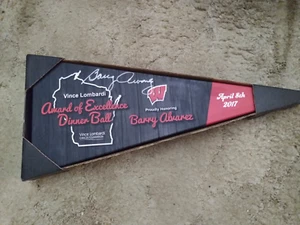 Vince Lombardi
Award of Excellence
Dinner Ball
Vince Lombardi
Proudly Honoring
Barry Alvarez
April 8th
2017